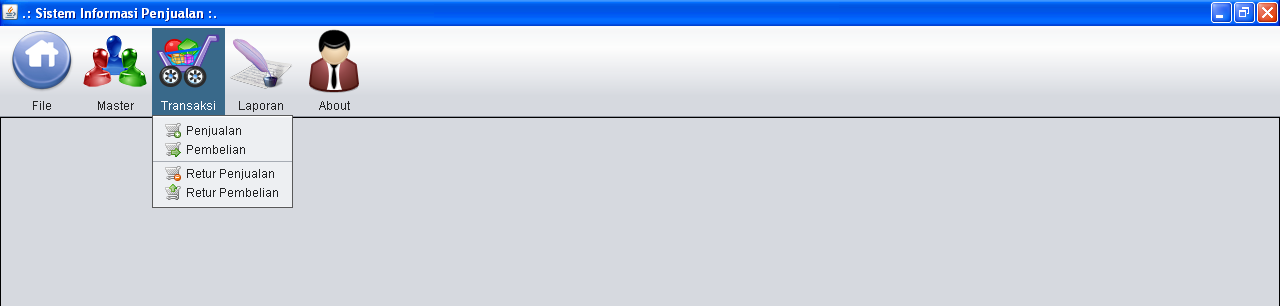 .: Sistem Informasi Penjualan :.
File Master Transaksi Laporan About
Penjualan
Pembelian
Retur Penjualan
Retur Pembelian